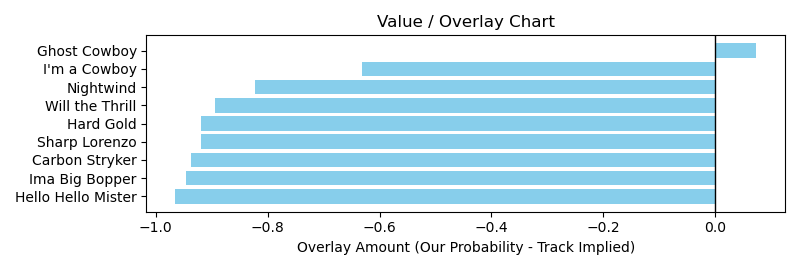 Value / Overlay Chart
Ghost Cowboy
I'm a Cowboy
Nightwind
Will the Thrill
Hard Gold
Sharp Lorenzo
Carbon Stryker
Ima Big Bopper
Hello Hello Mister
−1.0 −0.8 −0.6 −0.4 −0.2 0.0
Overlay Amount (Our Probability - Track Implied)